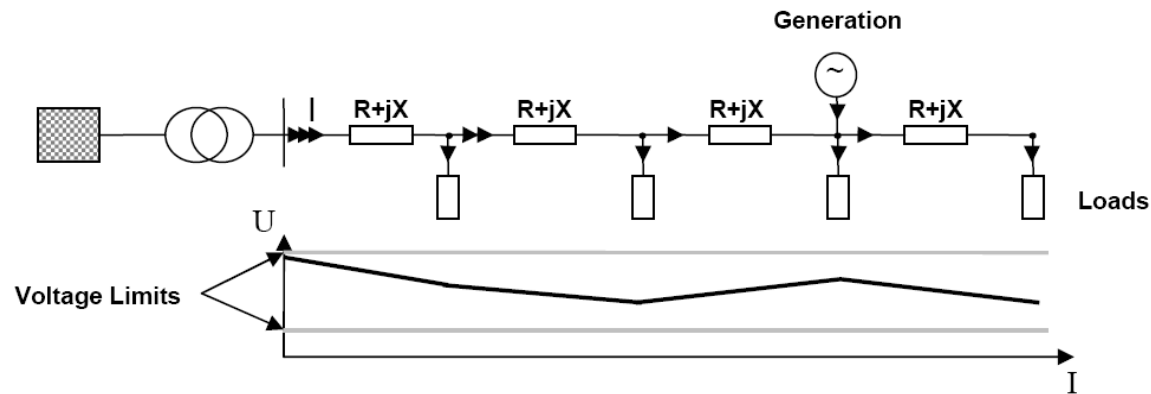 Generation
~
I
R+jX R+jX R+jX R+jX
Loads
U
Voltage Limits
I